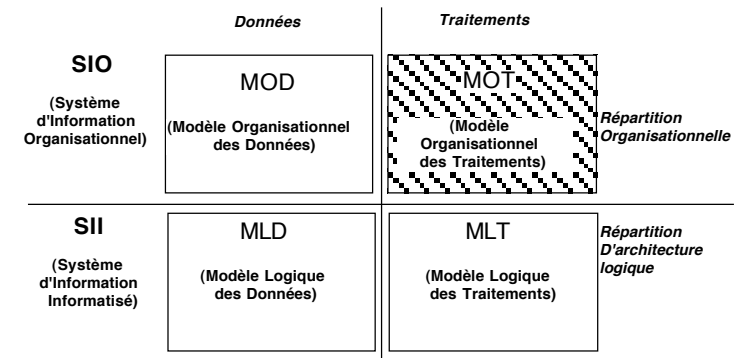 Données
Traitements
SIO
(Système
d'Information
Organisationnel)
MOD
(Modèle Organisationnel
des Données)
MOT
(Modèle
Organisationnel
des Traitements)
Répartition
Organisationnelle
SII
(Système
d'Information
Informatisé)
MLD
(Modèle Logique
des Données)
MLT
(Modèle Logique
des Traitements)
Répartition
D'architecture
logique